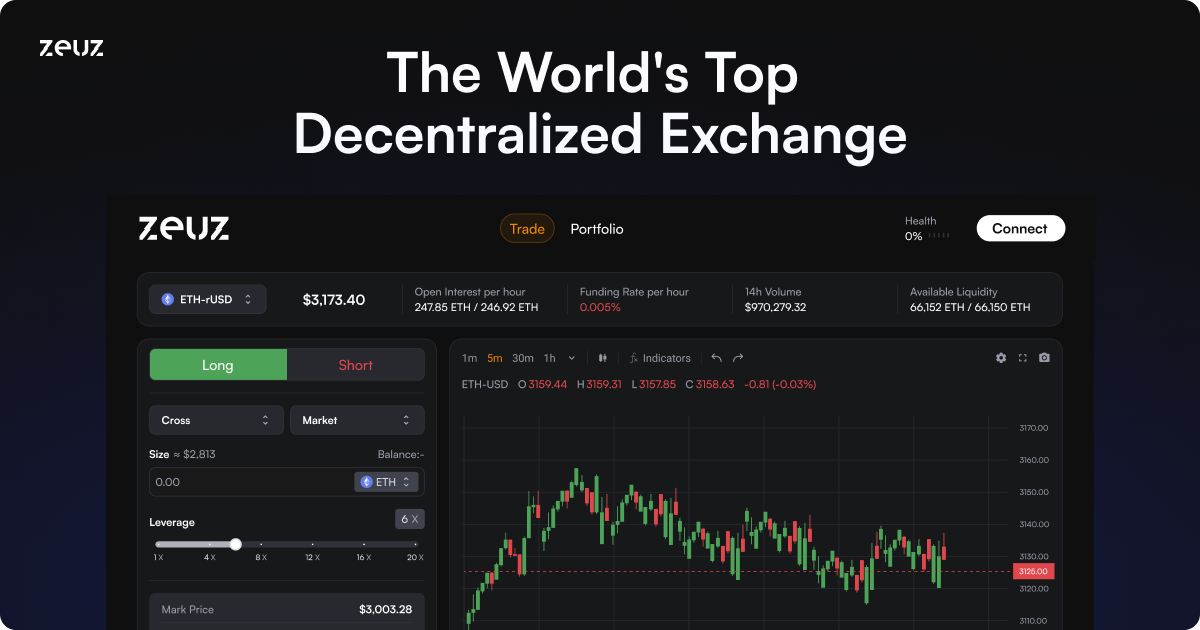 zeuz
The World's Top
Decentralized Exchange
zeuz
Trade
Portfolio
Health
0%
Connect
ETH-rUSD
$3,173.40
Open Interest per hour
247.85 ETH / 246.92 ETH
Funding Rate per hour
0.005%
14h Volume
$970,279.32
Available Liquidity
66,152 ETH / 66,150 ETH
Long
Short
Cross
Market
Size ≈ $2,813
Balance:-
0.00
ETH
Leverage
6 X
1 X 4 X 8 X 12 X 16 X 20 X
Mark Price
$3,003.28
1m 5m 30m 1h
Indicators
ETH-USD O 3159.44 H 3159.31 L 3157.85 C 3158.63 -0.81 (-0.03%)
3170.00
3160.00
3150.00
3140.00
3130.00
3125.00
3120.00
3110.00